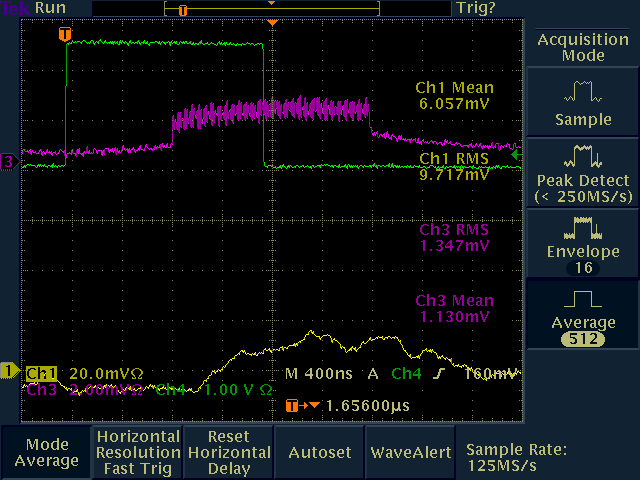 Tek Run
Trig?
T
T
Acquisition
Mode
Ch1 Mean
6.057mV
Sample
3
Ch1 RMS
9.717mV
Peak Detect
(< 250MS/s)
Ch3 RMS
1.347mV
Envelope
16
Ch3 Mean
1.130mV
Average
512
1
Ch1 20.0mVΩ M 400ns A Ch4 160mV
Ch3 2.00mVΩ Ch4 1.00 V Ω
T 1.65600µs
Mode
Average
Horizontal
Resolution
Fast Trig
Reset
Horizontal
Delay
Autoset
WaveAlert
Sample Rate:
125MS/s